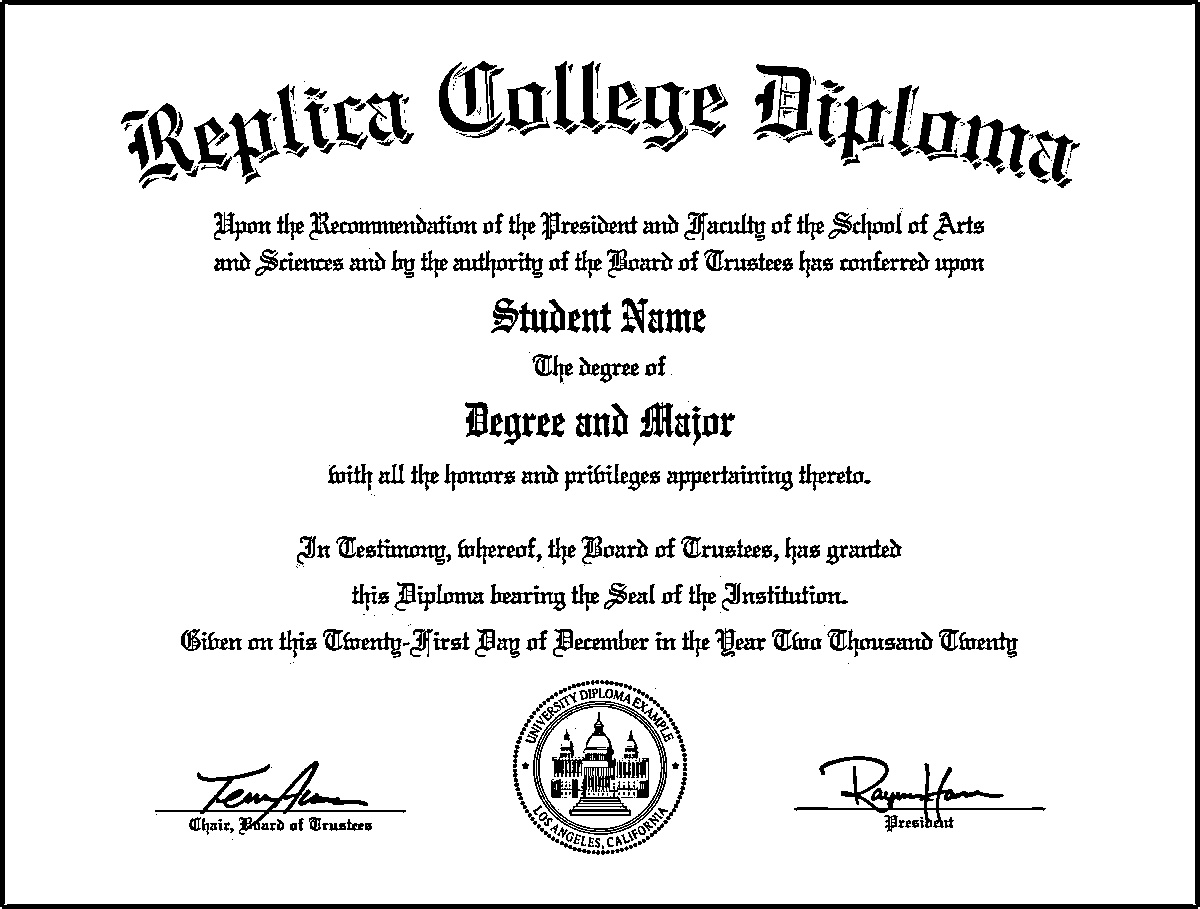 Replica College Diploma
Upon the Recommendation of the President and Faculty of the School of Arts
and Sciences and by the authority of the Board of Trustees has conferred upon
Student Name
The degree of
Degree and Major
with all the honors and privileges appertaining thereto.
In Testimony, whereof, the Board of Trustees, has granted
this Diploma bearing the Seal of the Institution.
Given on this Twenty-First Day of December in the Year Two Thousand Twenty
UNIVERSITY DIPLOMA EXAMPLE
LOS ANGELES, CALIFORNIA
Chair, Board of Trustees
President